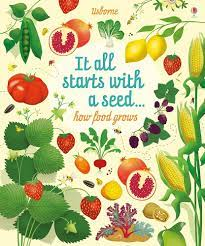 Usborne
It all
starts with
a seed...
how food grows